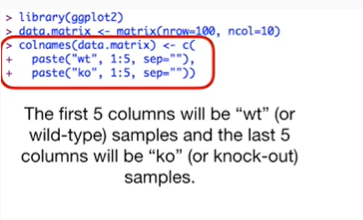 > library(ggplot2)
> data.matrix <- matrix(nrow=100, ncol=10)
> colnames(data.matrix) <- c(
+   paste("wt", 1:5, sep=""),
+   paste("ko", 1:5, sep=""))
The first 5 columns will be “wt” (or
wild-type) samples and the last 5
columns will be “ko” (or knock-out)
samples.